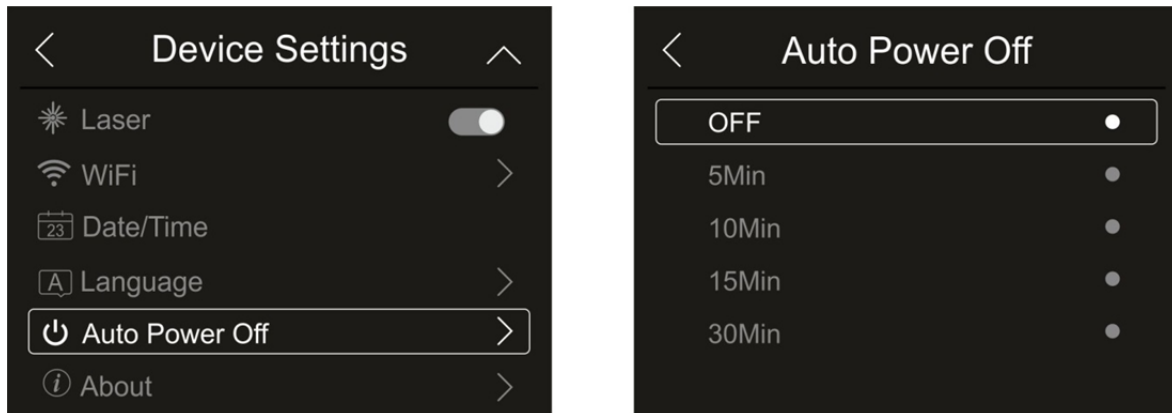 Device Settings
Laser
WiFi
23 Date/Time
A Language
Auto Power Off
i About
Auto Power Off
OFF
5Min
10Min
15Min
30Min